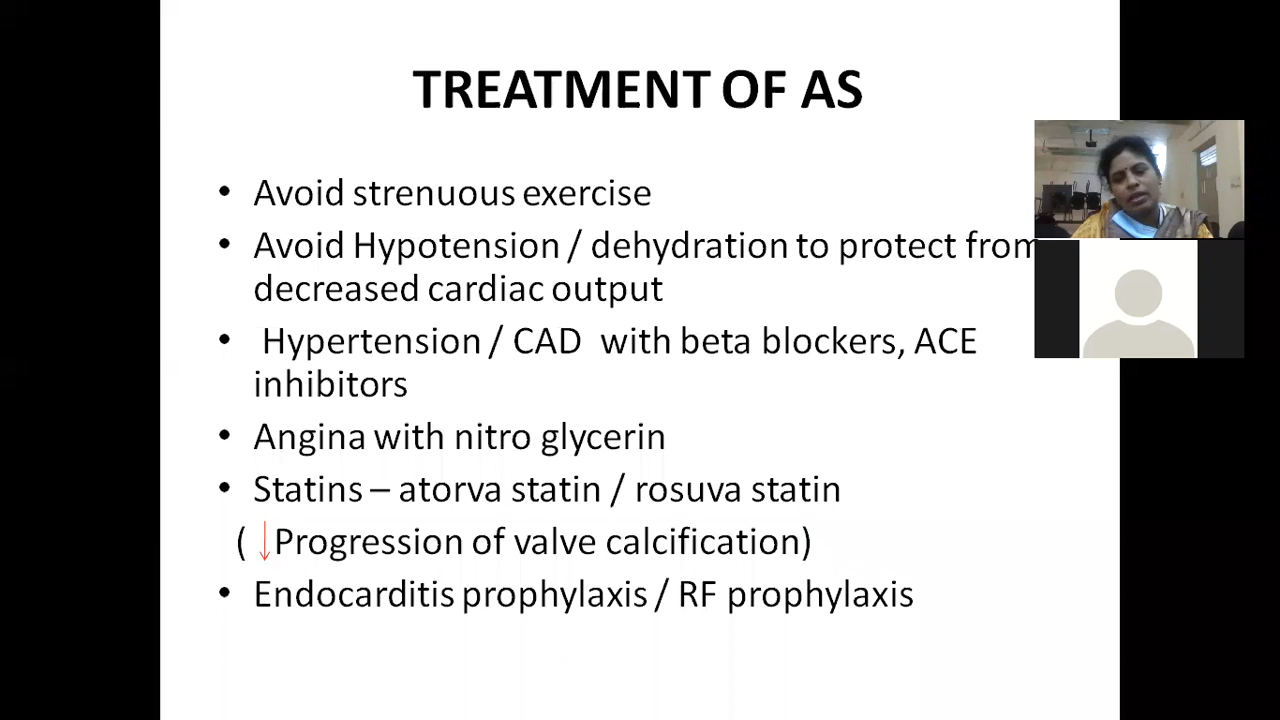 TREATMENT OF AS
• Avoid strenuous exercise
• Avoid Hypotension / dehydration to protect from
decreased cardiac output
• Hypertension / CAD with beta blockers, ACE
inhibitors
• Angina with nitro glycerin
• Statins – atorva statin / rosuva statin
( ↓Progression of valve calcification)
• Endocarditis prophylaxis / RF prophylaxis